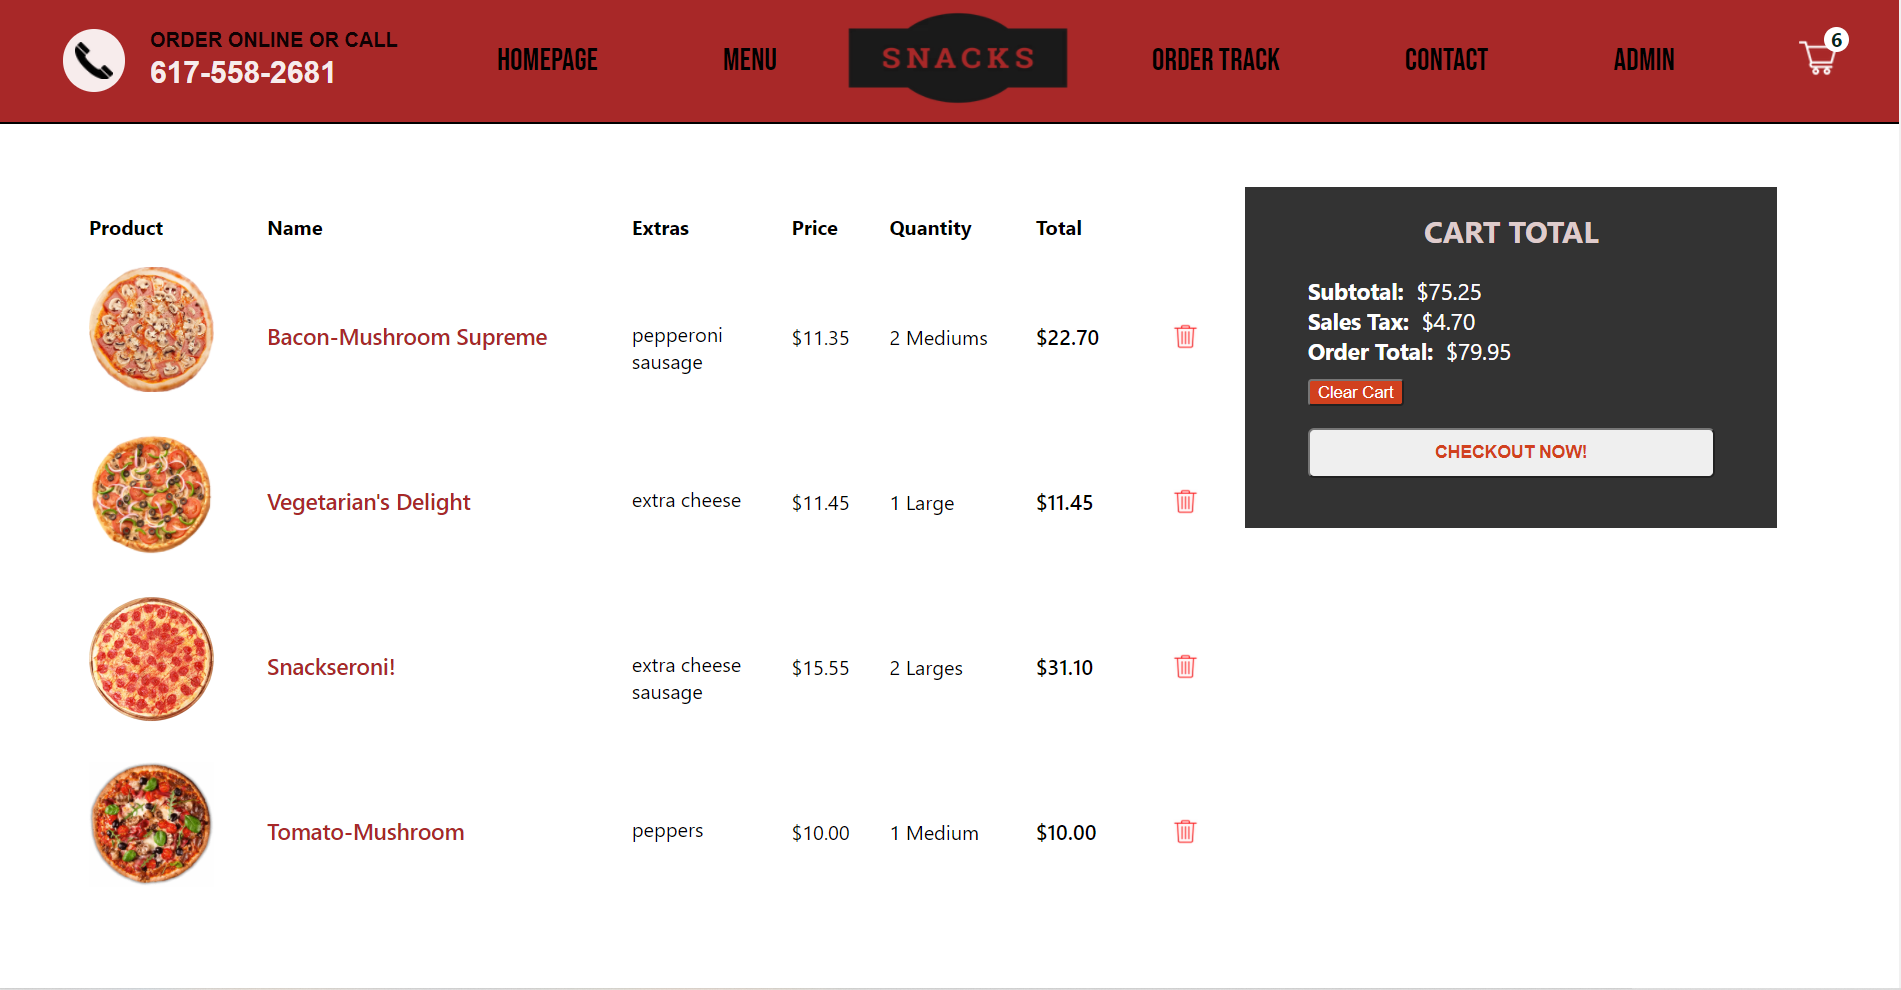 ORDER ONLINE OR CALL
617-558-2681
HOMEPAGE
MENU
SNACKS
ORDER TRACK
CONTACT
ADMIN
6
Product Name Extras Price Quantity Total
Bacon-Mushroom Supreme pepperoni $11.35 2 Mediums $22.70
sausage
Vegetarian's Delight extra cheese $11.45 1 Large $11.45
Snackseroni! extra cheese $15.55 2 Larges $31.10
sausage
Tomato-Mushroom peppers $10.00 1 Medium $10.00
CART TOTAL
Subtotal: $75.25
Sales Tax: $4.70
Order Total: $79.95
Clear Cart
CHECKOUT NOW!